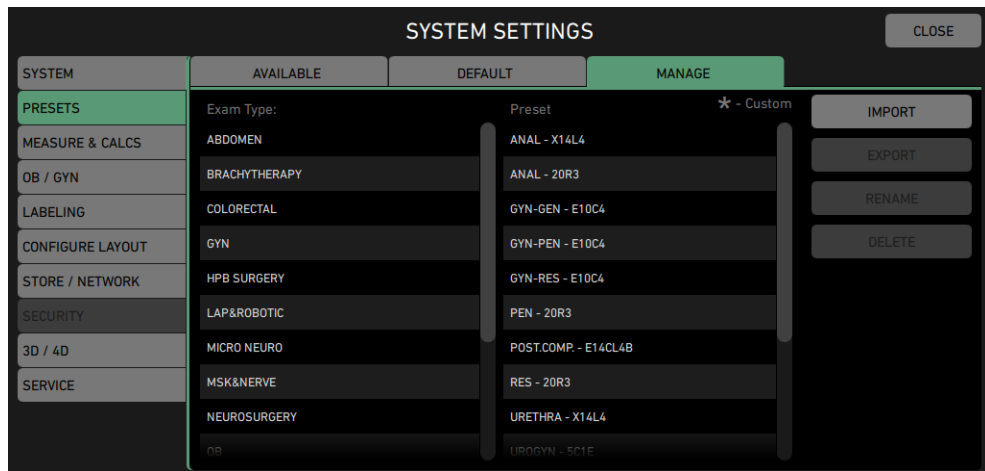 SYSTEM SETTINGS
CLOSE
SYSTEM
PRESETS
MEASURE & CALCS
OB / GYN
LABELING
CONFIGURE LAYOUT
STORE / NETWORK
SECURITY
3D / 4D
SERVICE
AVAILABLE
DEFAULT
MANAGE
Exam Type:
ABDOMEN
BRACHYTHERAPY
COLORECTAL
GYN
HPB SURGERY
LAP&ROBOTIC
MICRO NEURO
MSK&NERVE
NEUROSURGERY
OB
Preset
* - Custom
ANAL - X14L4
ANAL - 20R3
GYN-GEN - E10C4
GYN-PEN - E10C4
GYN-RES - E10C4
PEN - 20R3
POST.COMP. - E14CL4B
RES - 20R3
URETHRA - X14L4
UROGYN - 5C1E
IMPORT
EXPORT
RENAME
DELETE